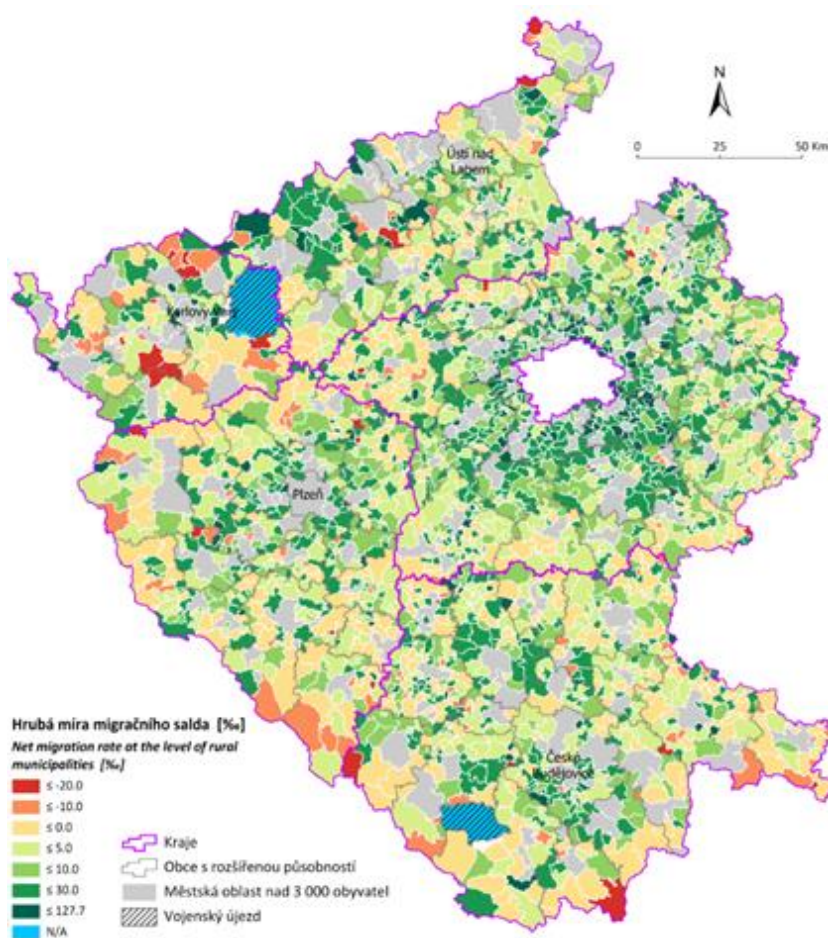 N
0 25 50 Km
Ústí nad
Labem
Karlovy Vary
Plzeň
České
Budějovice
Hrubá míra migračního salda [‰]
Net migration rate at the level of rural
municipalities [‰]
≤ -20.0
≤ -10.0
≤ 0.0
≤ 5.0
≤ 10.0
≤ 30.0
≤ 127.7
N/A
Kraje
Obce s rozšířenou působností
Městská oblast nad 3 000 obyvatel
Vojenský újezd